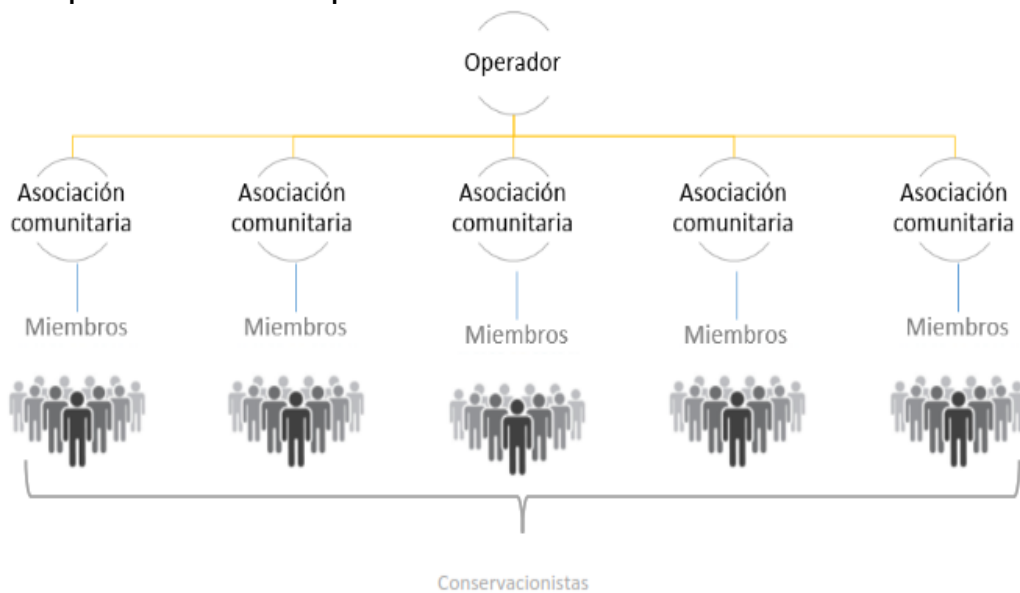 Operador
Asociación Asociación Asociación Asociación Asociación
comunitaria comunitaria comunitaria comunitaria comunitaria
Miembros Miembros Miembros Miembros Miembros
Conservacionistas